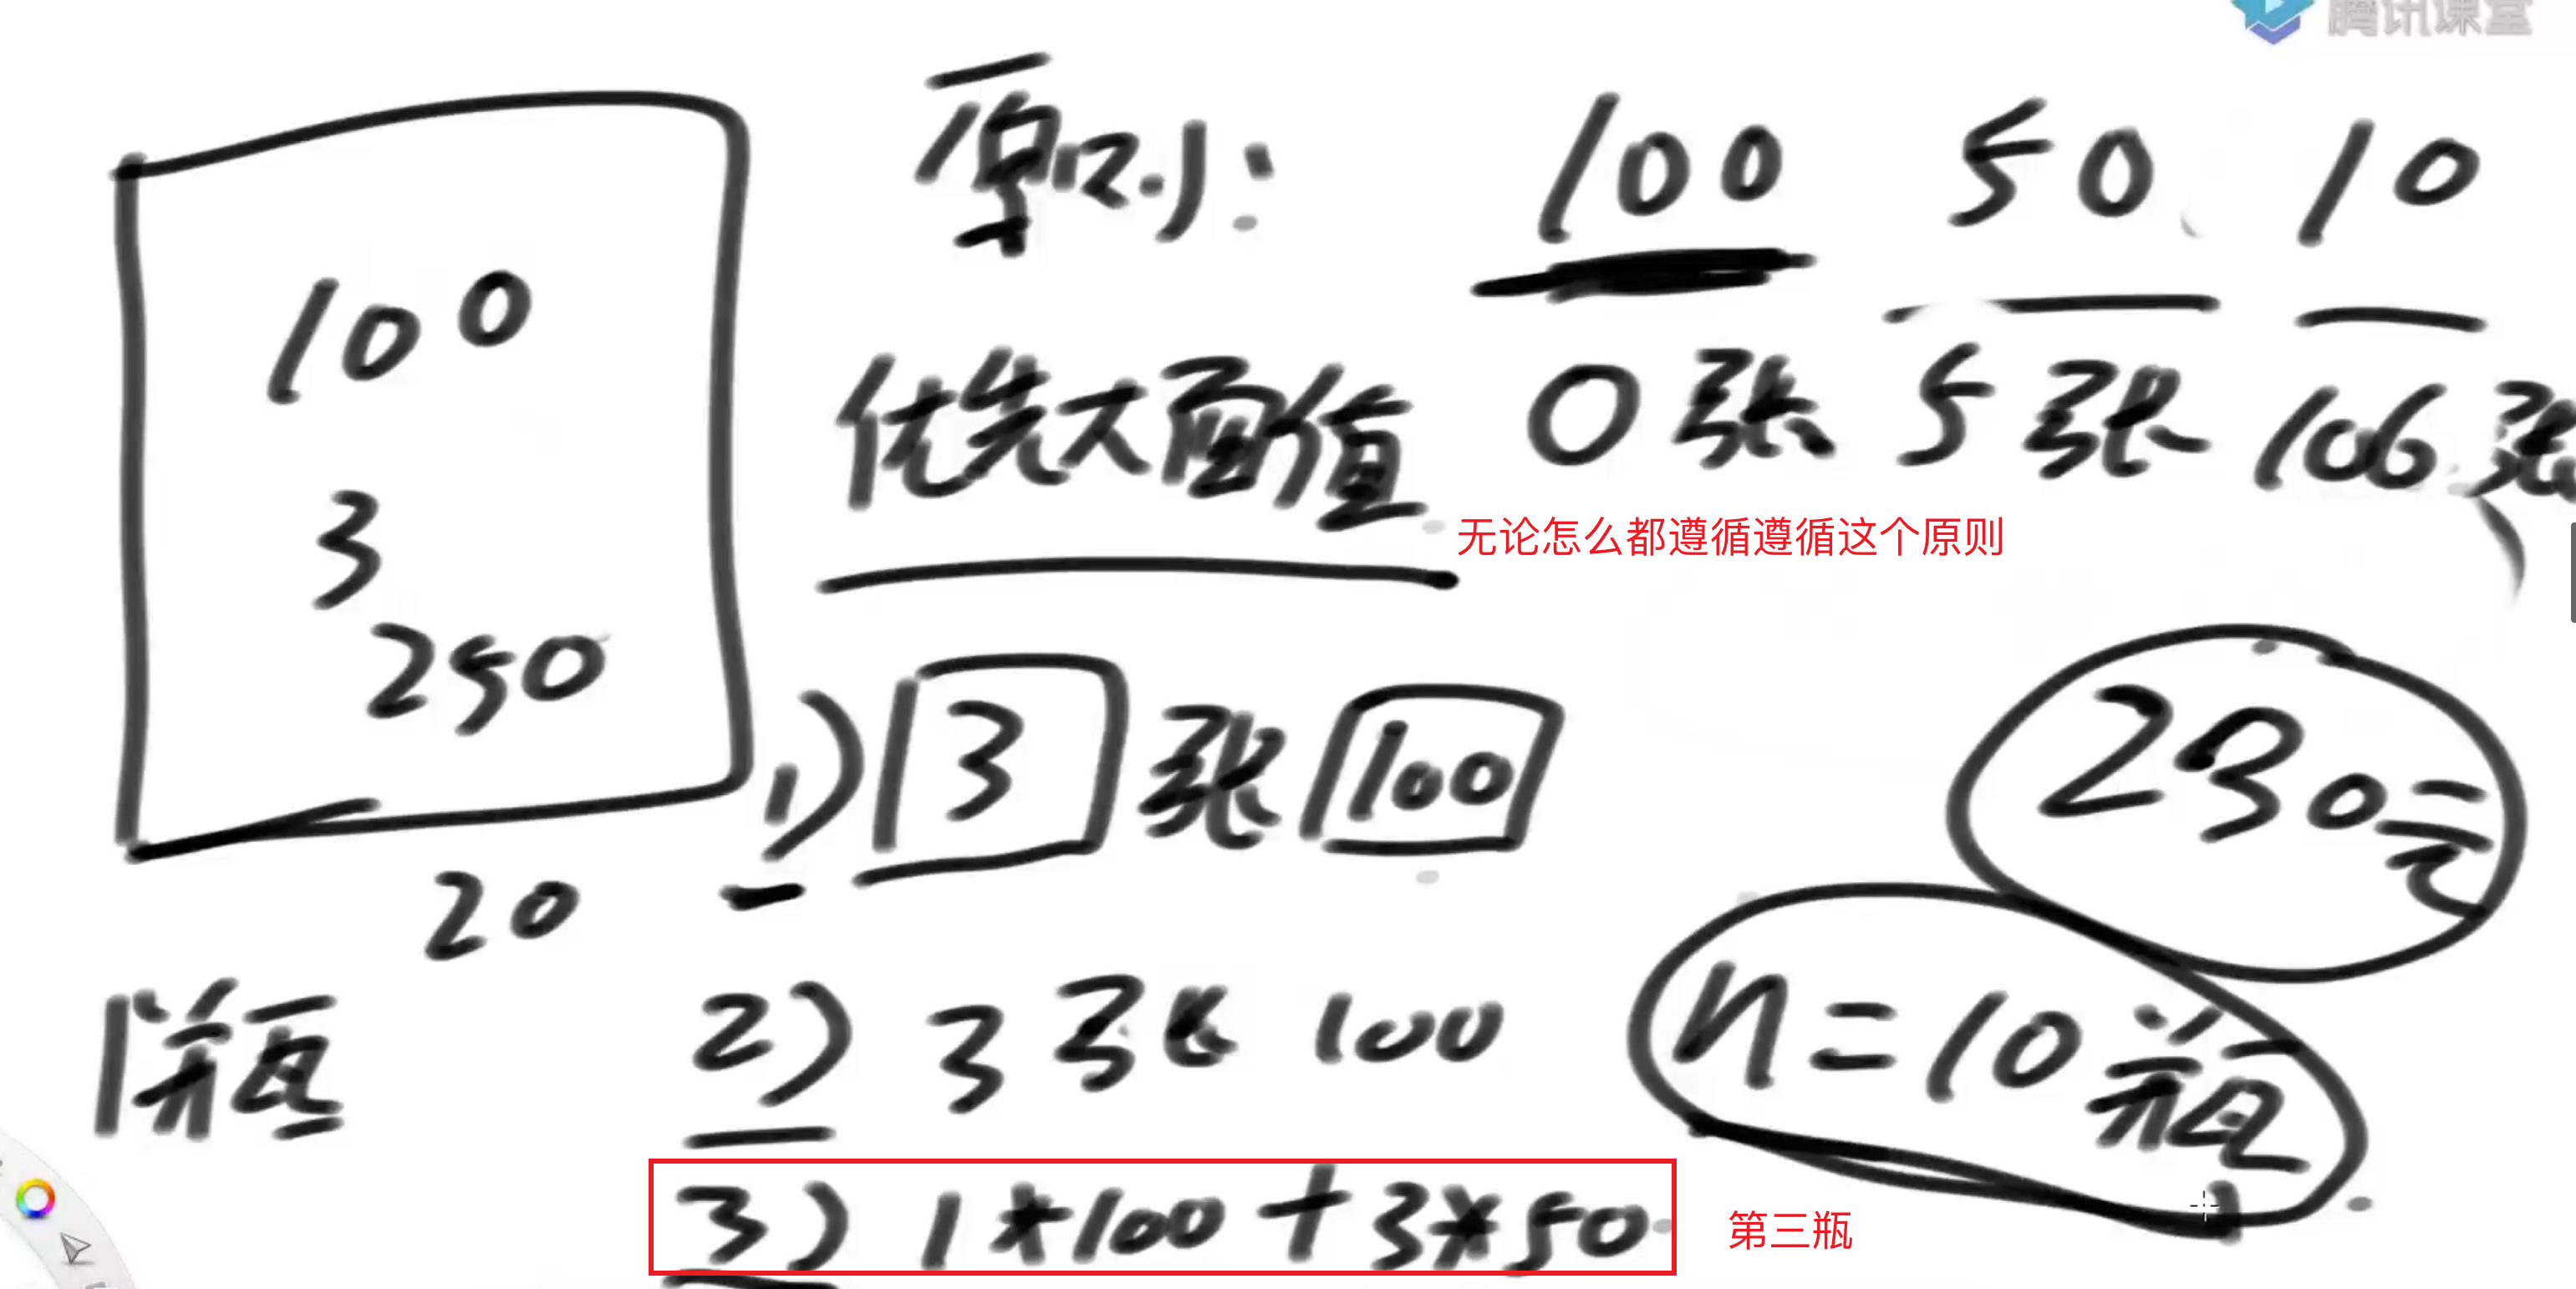 腾讯课堂
原则: 100 50、10
100
优先大面值 0张 5张 106张
无论怎么都遵循遵循这个原则
3
250
1) 3 张 100
230元
20
2) 3 张 100
n=10瓶
1瓶
3) 1*100+3*50
第三瓶